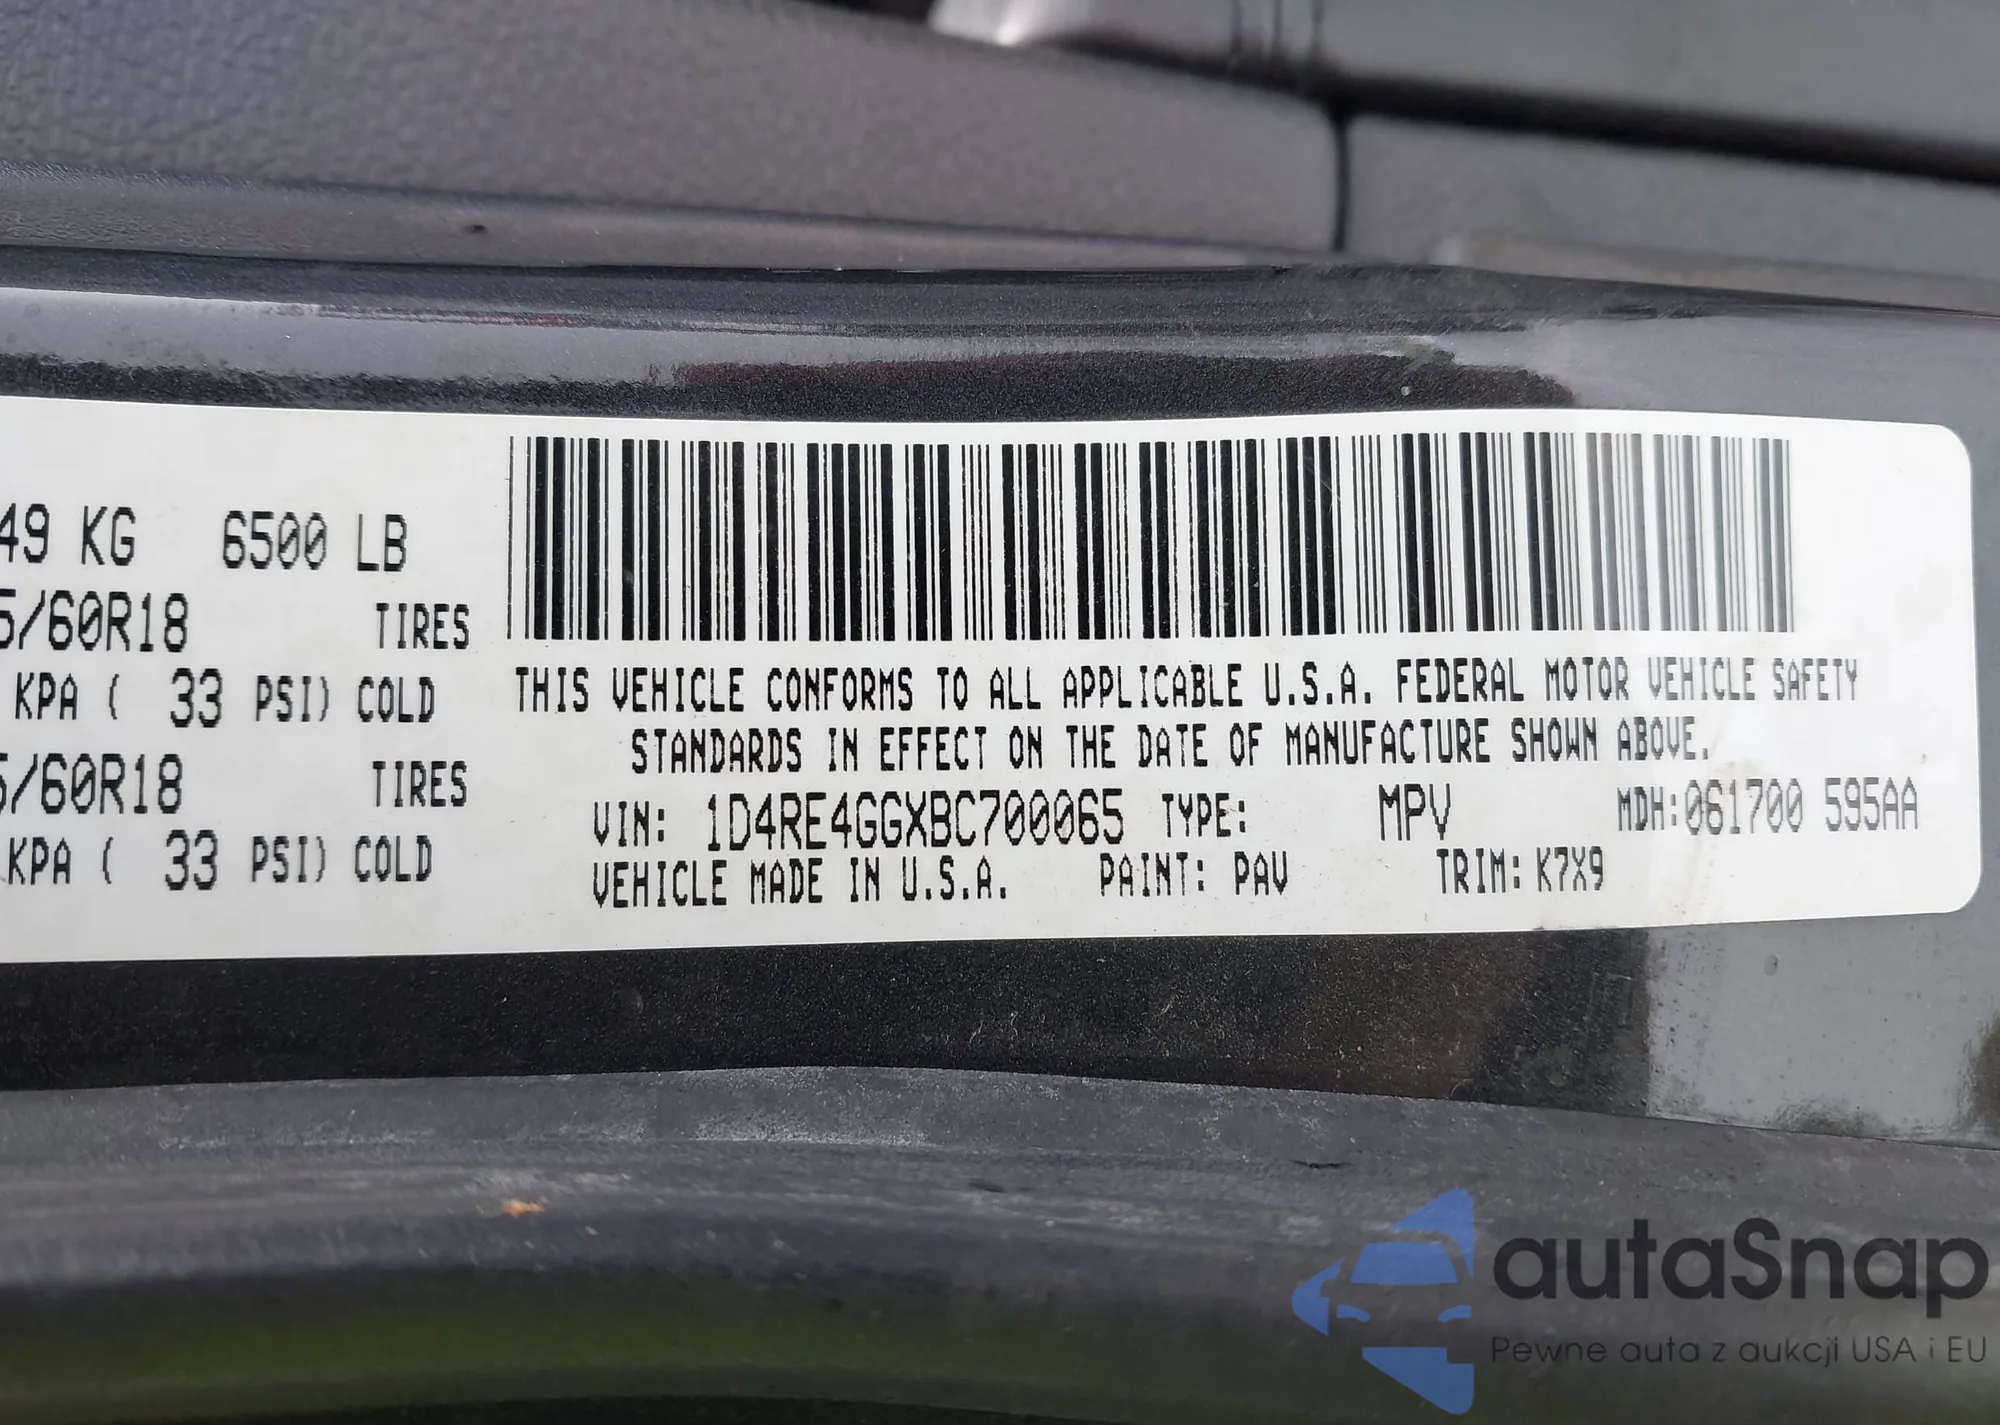 49 KG 6500 LB
5/60R18 TIRES
KPA ( 33 PSI) COLD
5/60R18 TIRES
KPA ( 33 PSI) COLD
THIS VEHICLE CONFORMS TO ALL APPLICABLE U.S.A. FEDERAL MOTOR VEHICLE SAFETY
STANDARDS IN EFFECT ON THE DATE OF MANUFACTURE SHOWN ABOVE.
VIN: 1D4RE4GGXBC700065 TYPE: MPV MDH:061700 595AA
VEHICLE MADE IN U.S.A. PAINT: PAV TRIM: K7X9
autaSnap
Pewne auta z aukcji USA i EU